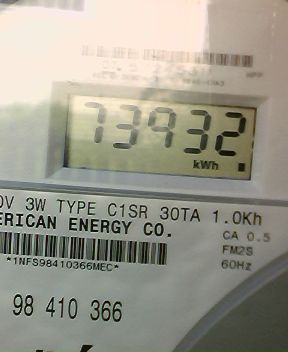 73932
kWh
0V 3W TYPE C1SR 30TA 1.0Kh
ERICAN ENERGY CO.
CA 0.5
FM2S
60Hz
*1NFS98410366MEC*
98 410 366